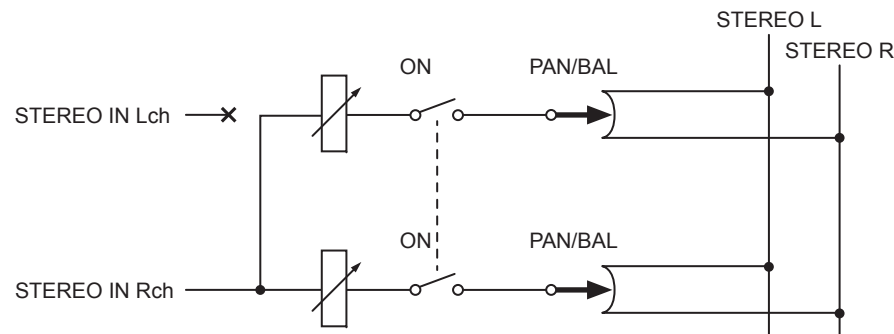 STEREO L
STEREO R
ON
PAN/BAL
STEREO IN Lch
ON
PAN/BAL
STEREO IN Rch